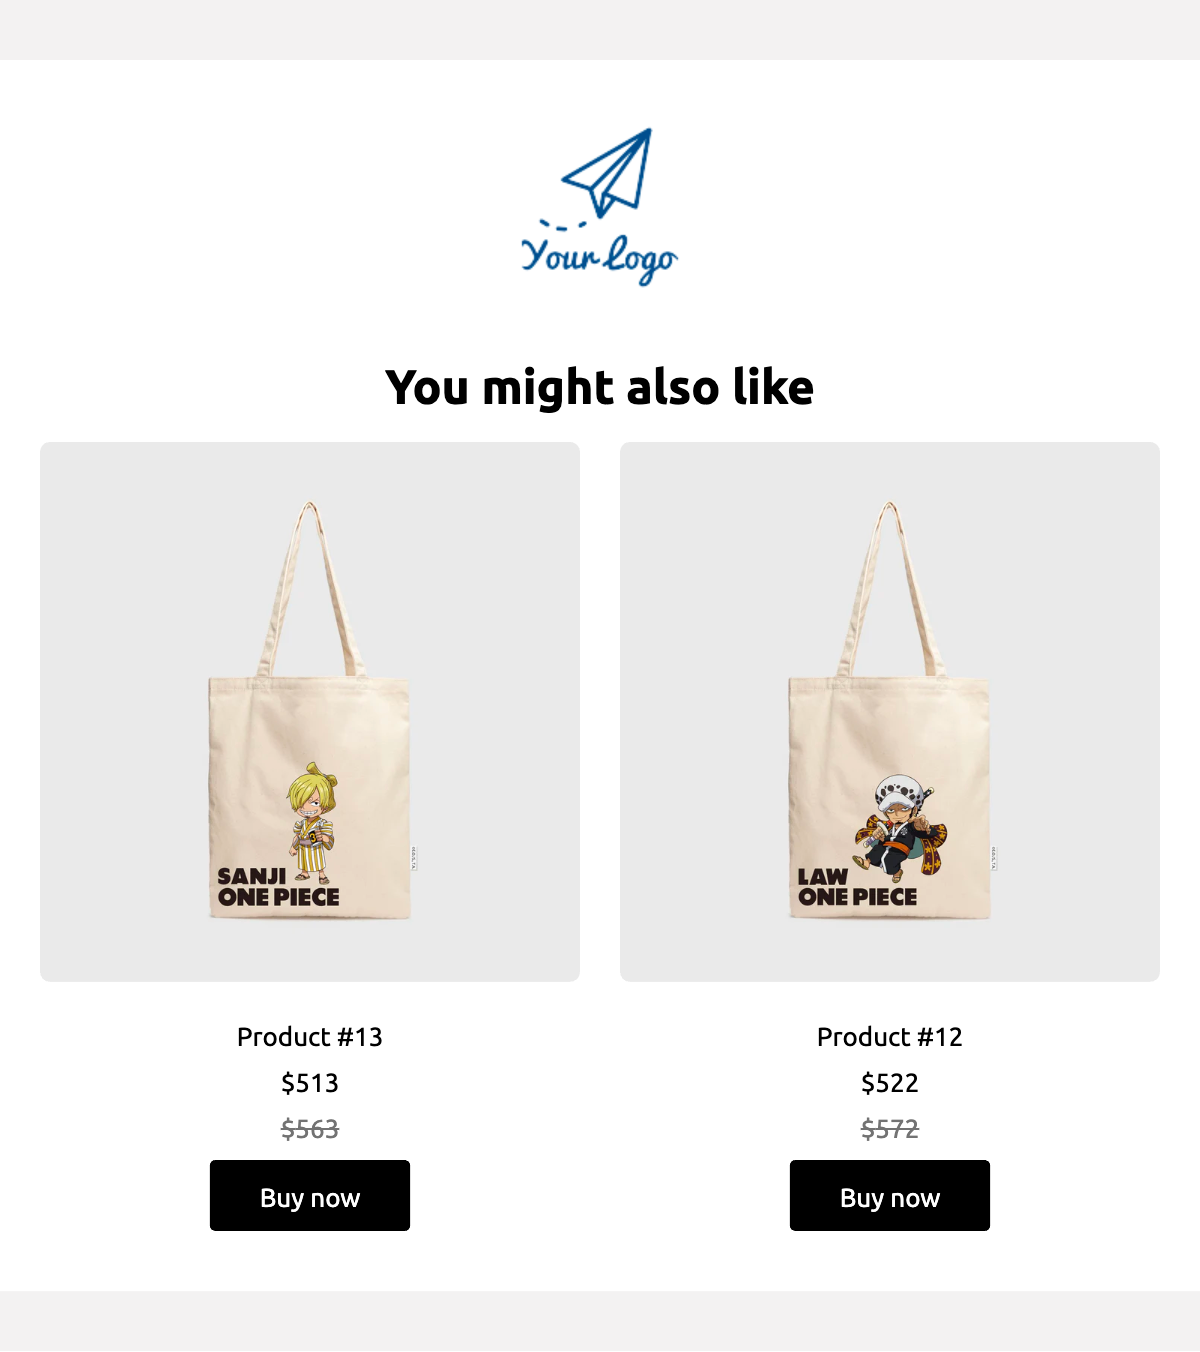 Your Logo
You might also like
SANJI
ONE PIECE
LAW
ONE PIECE
Product #13
$513
$563
Buy now
Product #12
$522
$572
Buy now